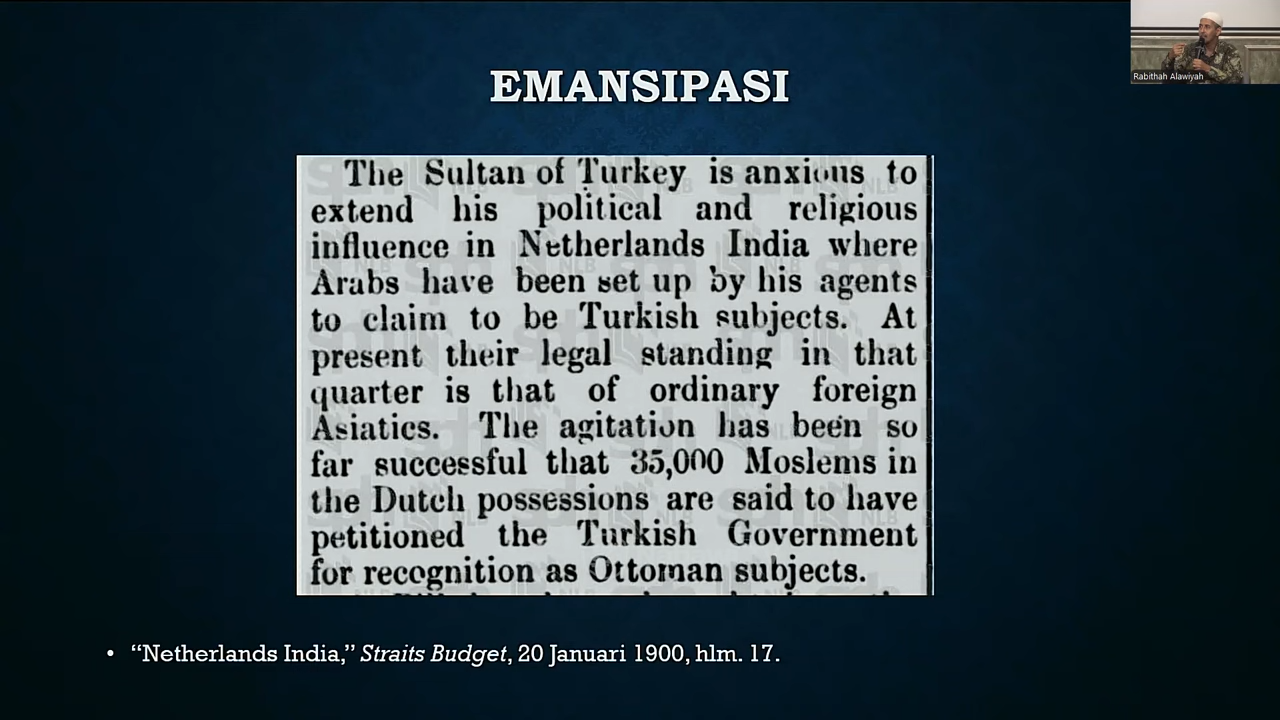 EMANSIPASI
Rabithah Alawiyah
The Sultan of Turkey is anxious to
extend his political and religious
influence in Netherlands India where
Arabs have been set up by his agents
to claim to be Turkish subjects. At
present their legal standing in that
quarter is that of ordinary foreign
Asiatics. The agitation has been so
far successful that 35,000 Moslems in
the Dutch possessions are said to have
petitioned the Turkish Government
for recognition as Ottoman subjects.
• “Netherlands India,” Straits Budget, 20 Januari 1900, hlm. 17.